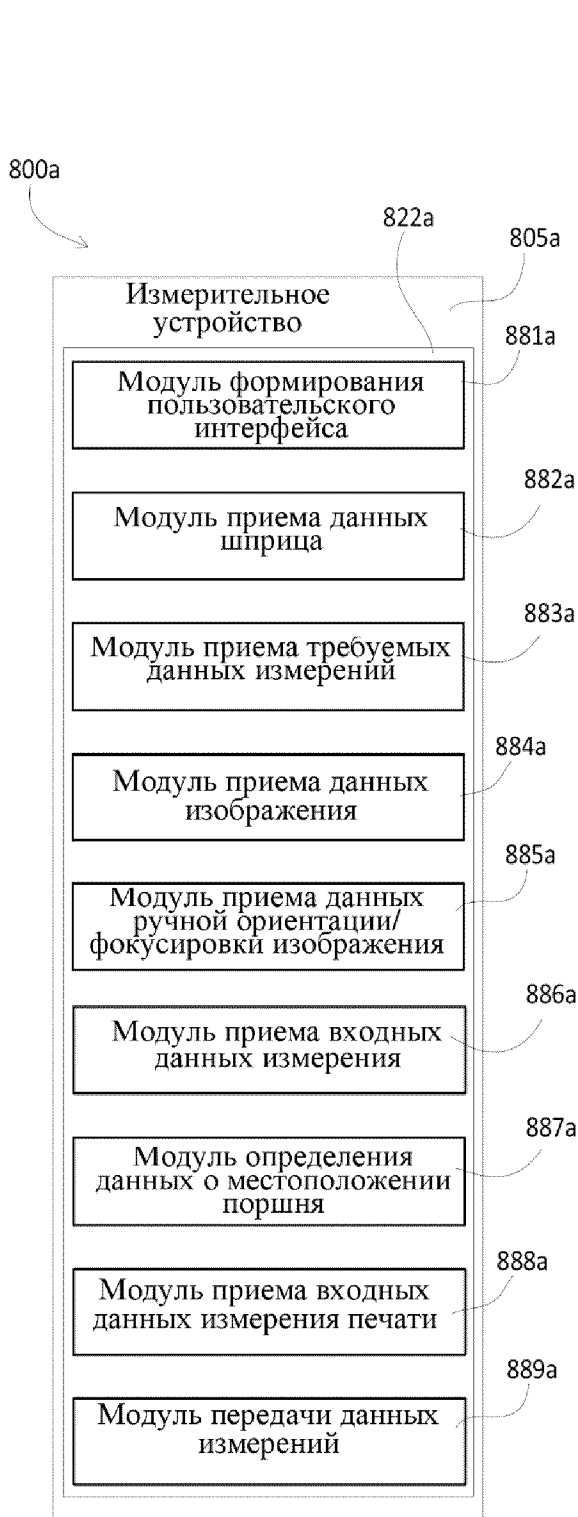 800a
822a
805a
Измерительное
устройство
881a
Модуль формирования
пользовательского
интерфейса
882a
Модуль приема данных
шприца
883a
Модуль приема требуемых
данных измерений
884a
Модуль приема данных
изображения
885a
Модуль приема данных
ручной ориентации/
фокусировки изображения
886a
Модуль приема входных
данных измерения
887a
Модуль определения
данных о местоположении
поршня
888a
Модуль приема входных
данных измерения печати
889a
Модуль передачи данных
измерений